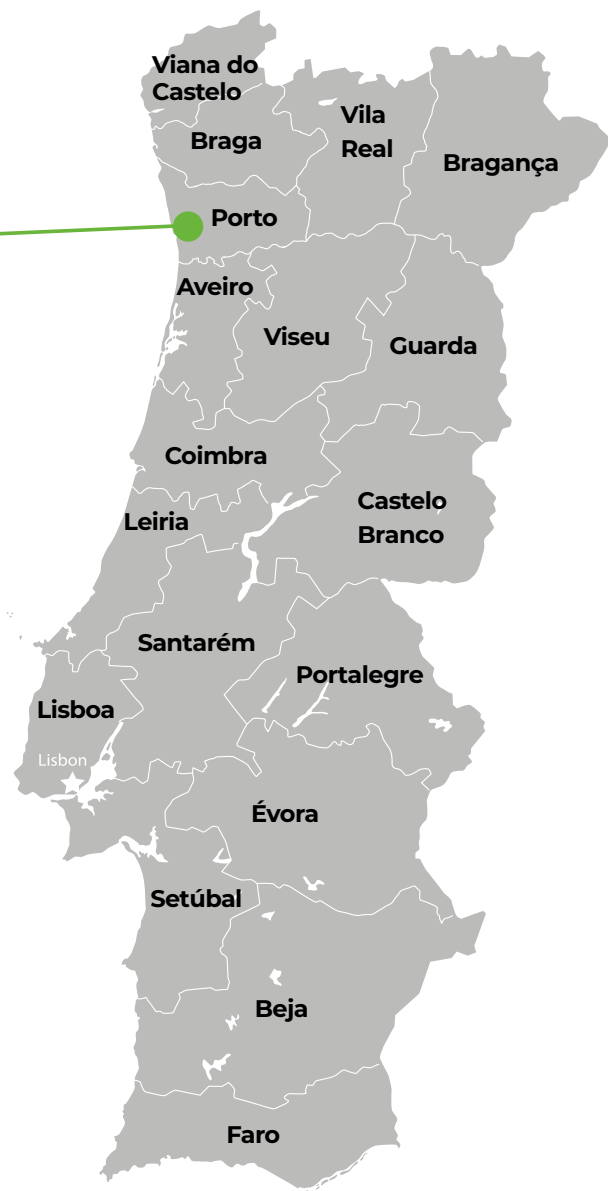 Viana do
Castelo
Braga
Vila
Real
Bragança
Porto
Aveiro
Viseu
Guarda
Coimbra
Castelo
Branco
Leiria
Santarém
Portalegre
Lisboa
Lisbon
Évora
Setúbal
Beja
Faro